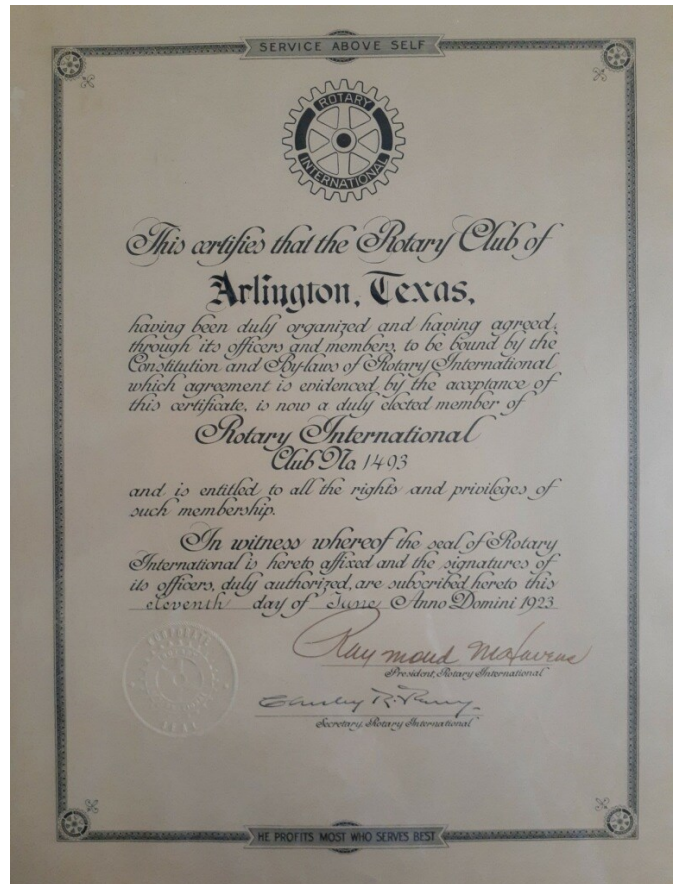 SERVICE ABOVE SELF
ROTARY
INTERNATIONAL
This certifies that the Rotary Club of
Arlington, Texas,
having been duly organized and having agreed,
through its officers and members, to be bound by the
Constitution and By-laws of Rotary International
which agreement is evidenced by the acceptance of
this certificate, is now a duly elected member of
Rotary International
Club No 1493
and is entitled to all the rights and privileges of
such membership.
In witness whereof the seal of Rotary
International is hereto affixed and the signatures of
its officers, duly authorized, are subscribed hereto this
eleventh day of June Anno Domini 1923
Raymond
President, Rotary International
Secretary, Rotary International
HE PROFITS MOST WHO SERVES BEST